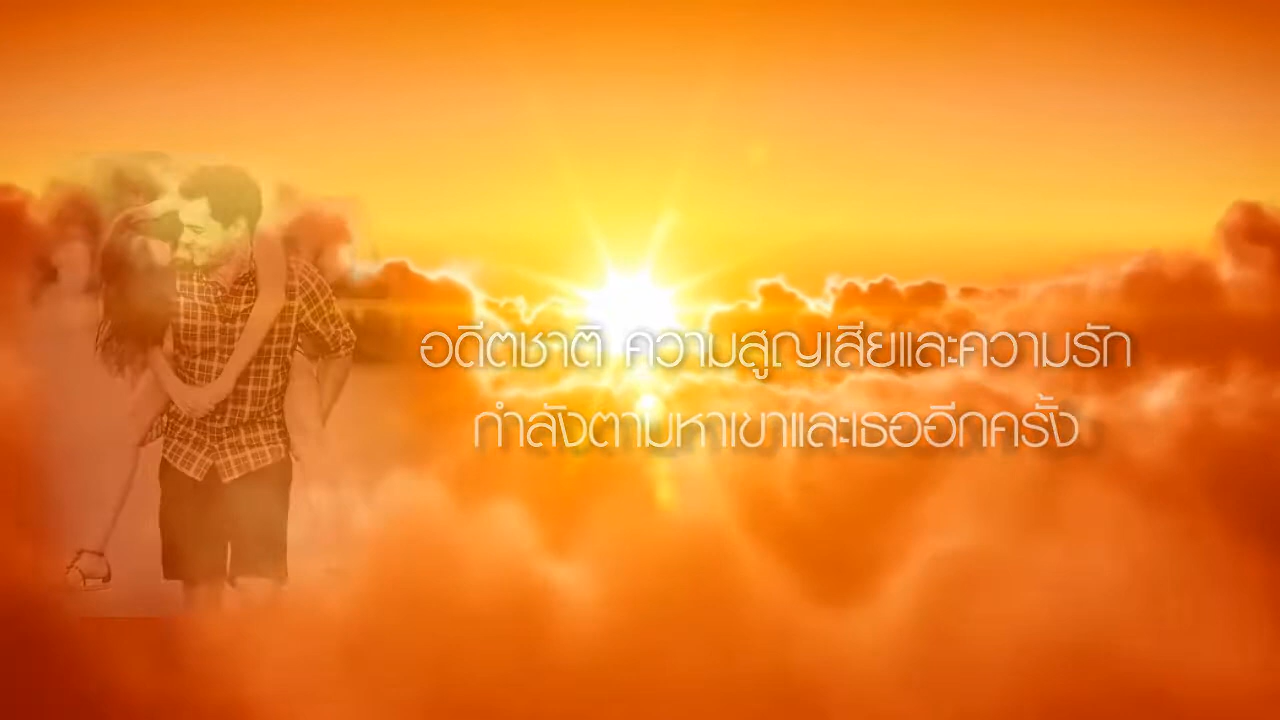 อดีตชาติ ความสูญเสียและความรัก
กำลังตามหาเขาและเธออีกครั้ง